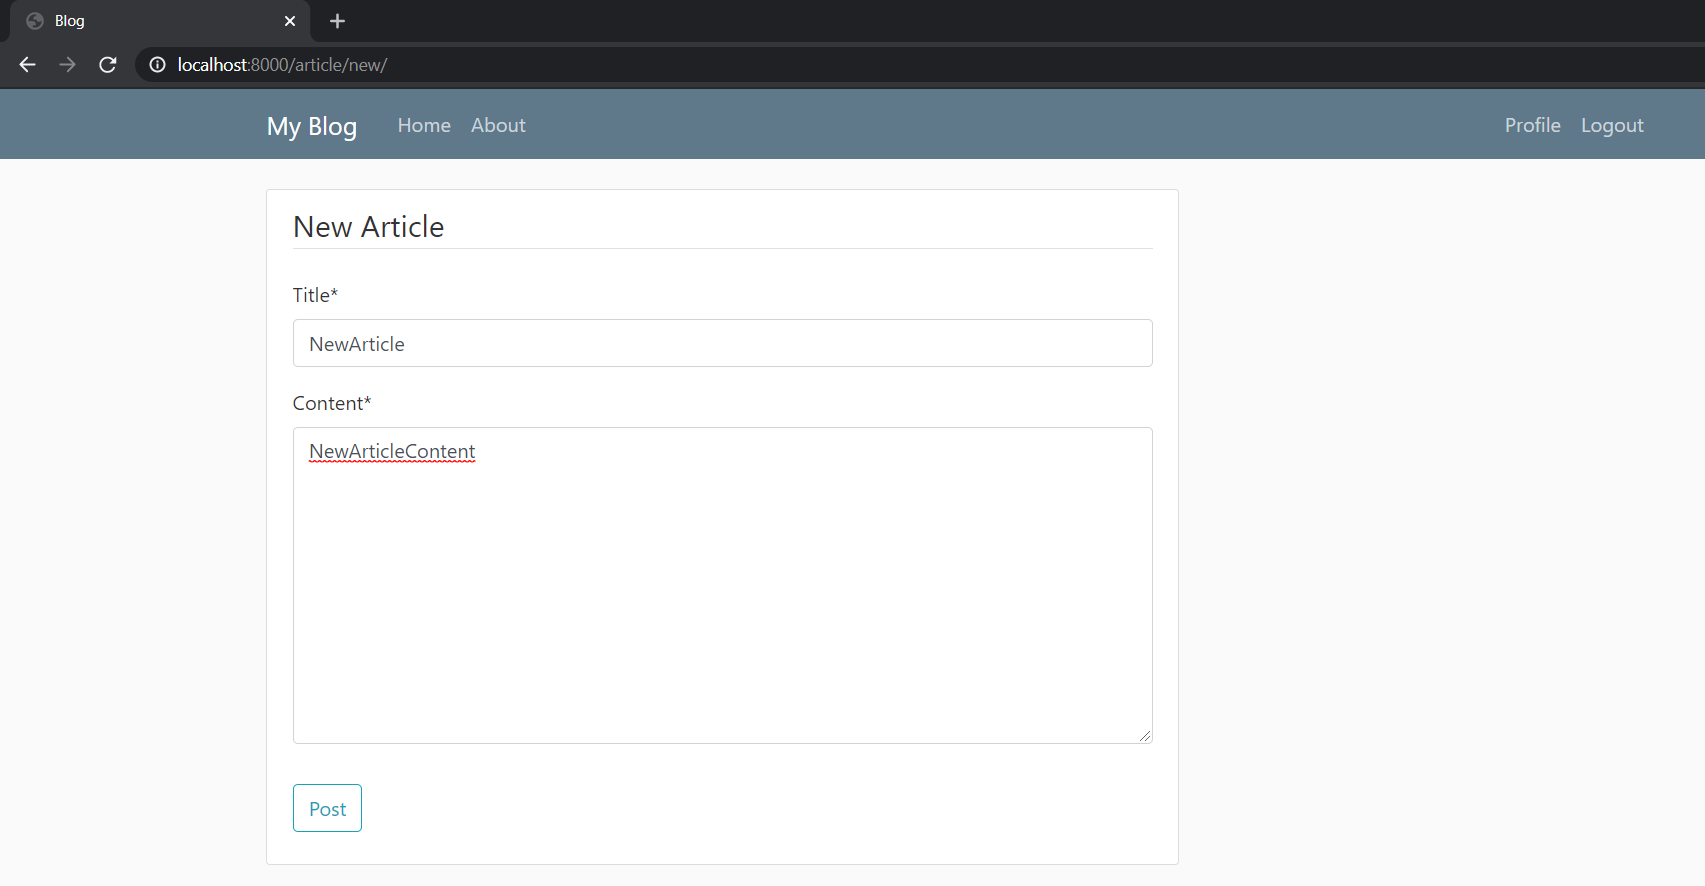 Blog
localhost:8000/article/new/
My Blog Home About Profile Logout
New Article
Title*
NewArticle
Content*
NewArticleContent
Post